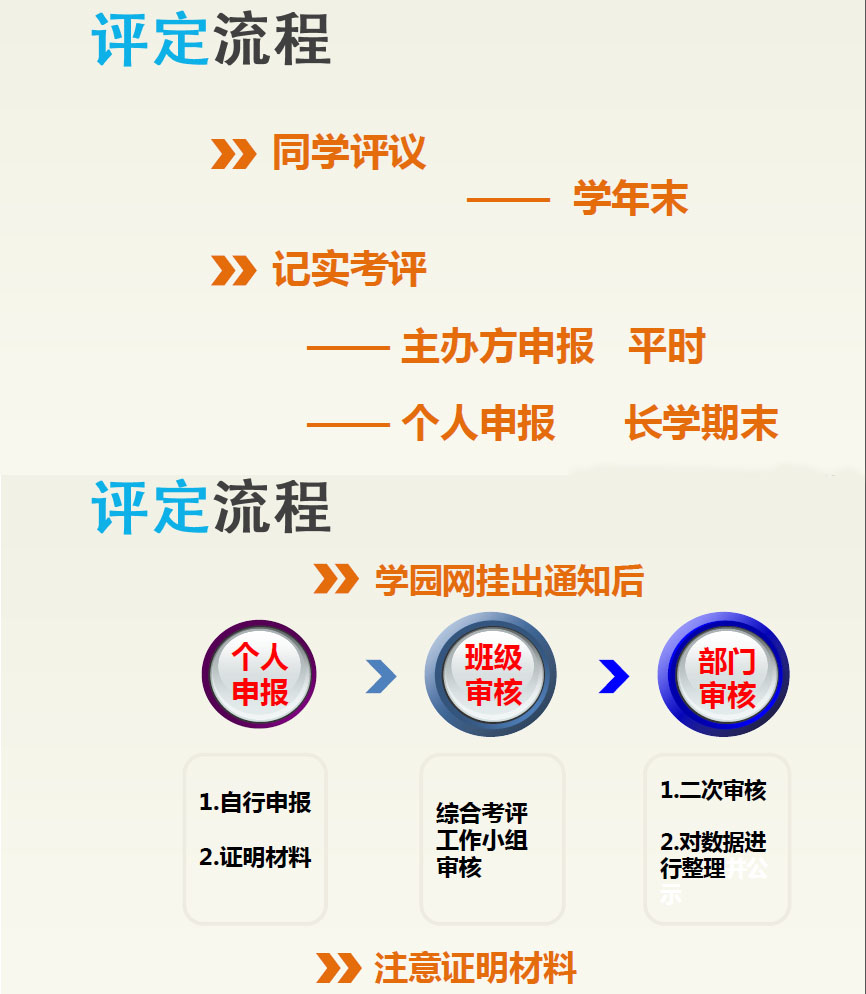 评定流程
同学评议
—— 学年末
记实考评
—— 主办方申报 平时
—— 个人申报 长学期末
评定流程
学园网挂出通知后
个人
申报
班级
审核
部门
审核
1.自行申报
2.证明材料
综合考评
工作小组
审核
1.二次审核
2.对数据进
行整理并公
示
注意证明材料